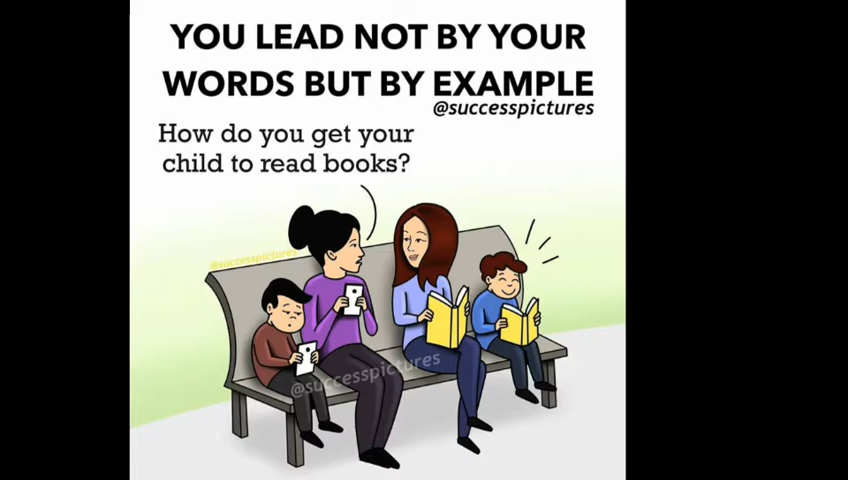 YOU LEAD NOT BY YOUR
WORDS BUT BY EXAMPLE
@successpictures
How do you get your
child to read books?
@successpictures
@successpictures